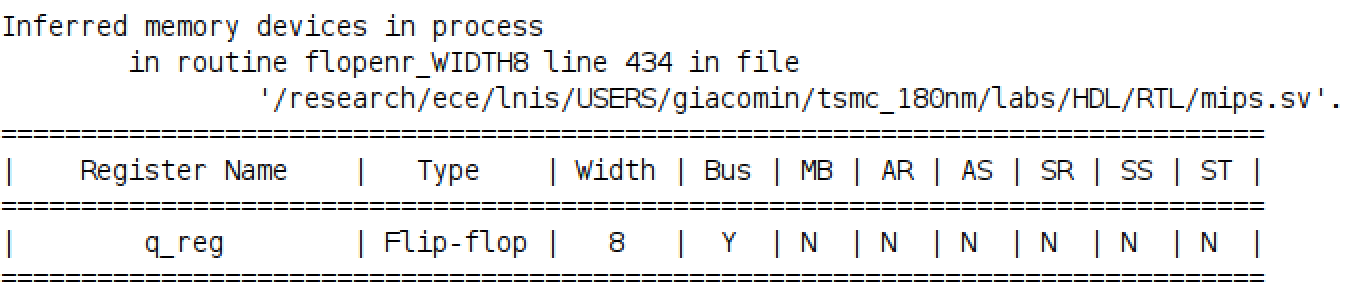 Inferred memory devices in process
in routine flopenr_WIDTH8 line 434 in file
'/research/ece/lnis/USERS/giacomin/tsmc_180nm/labs/HDL/RTL/mips.sv'.
===============================================================================
| Register Name | Type | Width | Bus | MB | AR | AS | SR | SS | ST |
===============================================================================
| q_reg | Flip-flop | 8 | Y | N | N | N | N | N | N |
===============================================================================